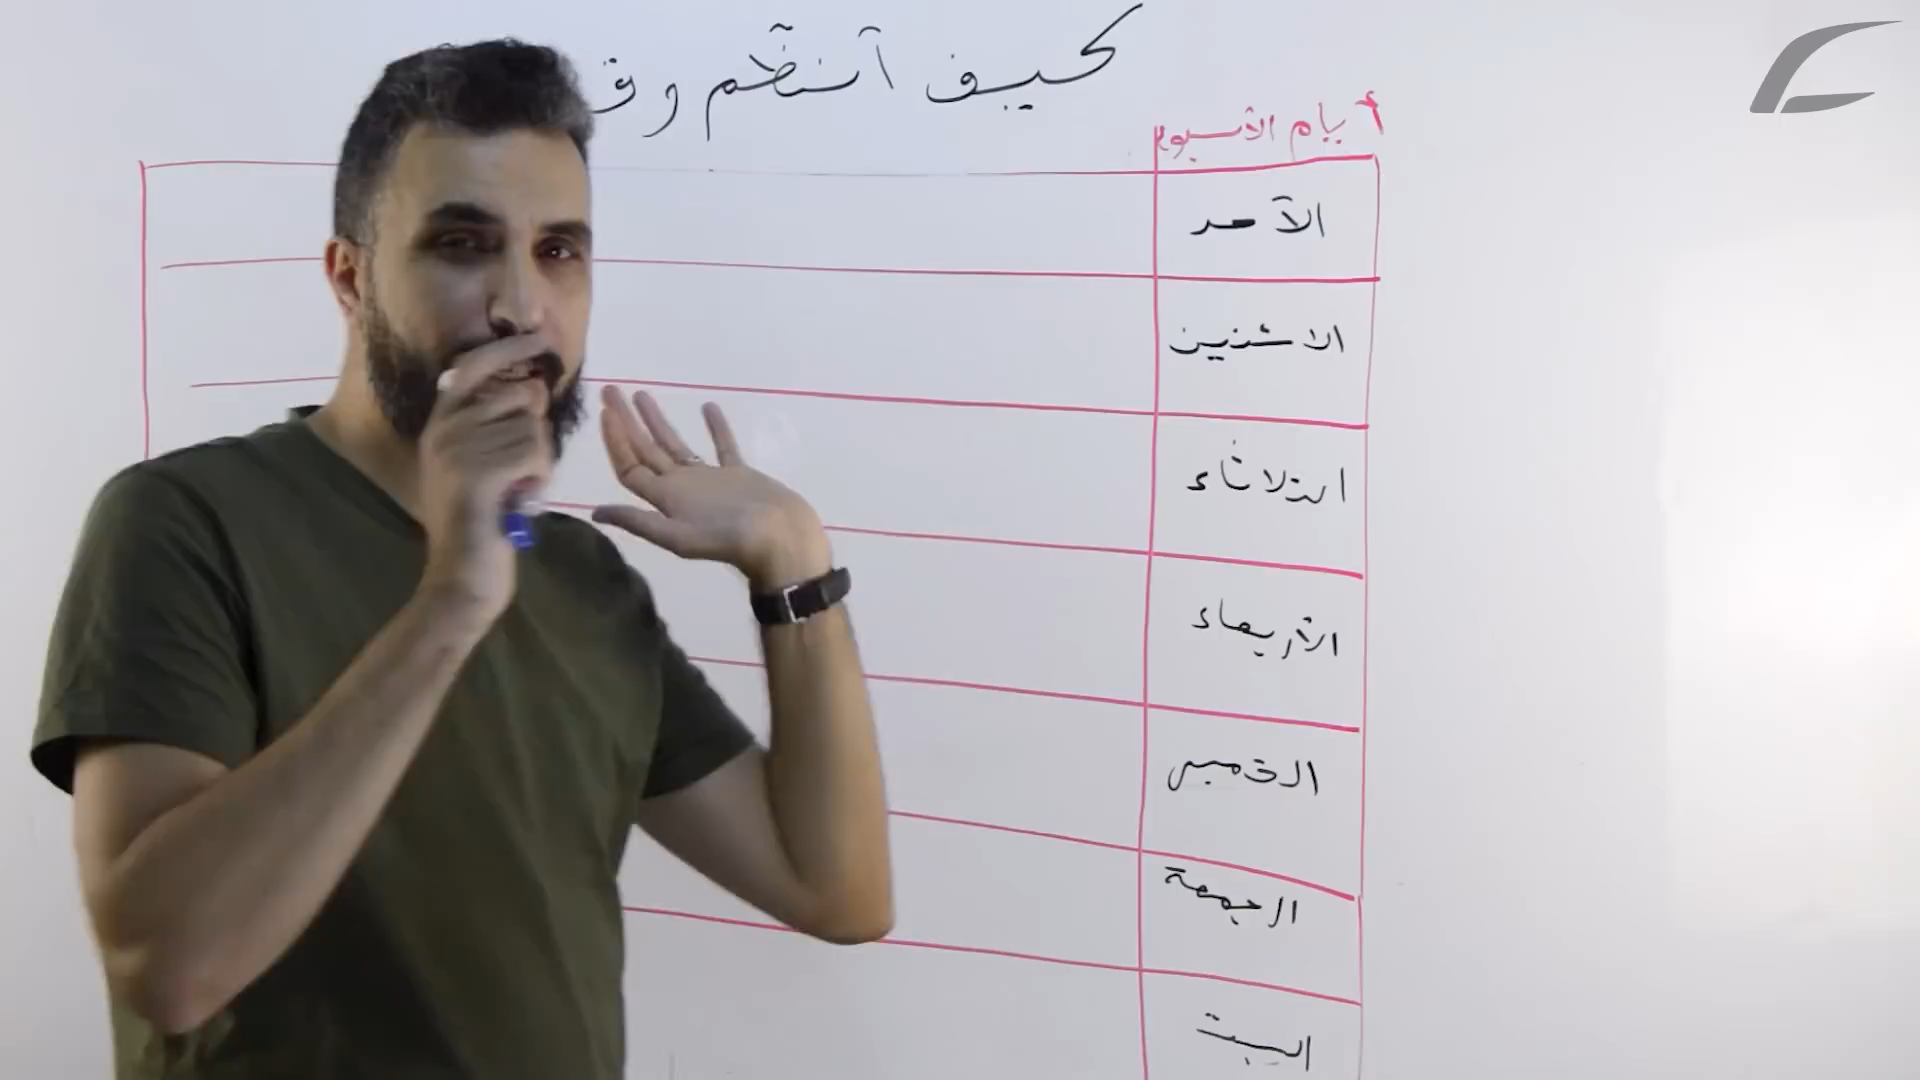 كيف أنظم
أيام الأسبوع
الأحد
الاثنين
الثلاثاء
الأربعاء
الخميس
الجمعة
السبت